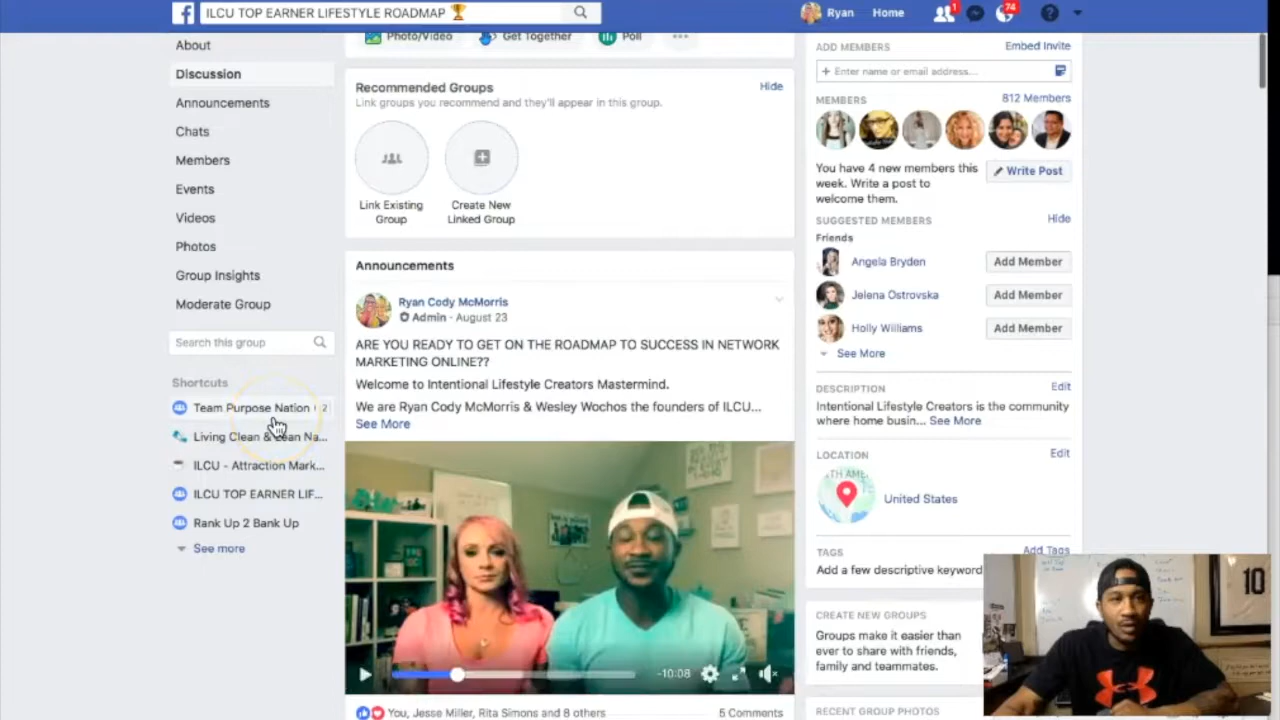 ILCU TOP EARNER LIFESTYLE ROADMAP 🏆
Ryan
Home
1
74
About
Discussion
Announcements
Chats
Members
Events
Videos
Photos
Group Insights
Moderate Group
Search this group
Shortcuts
Team Purpose Nation 2
Living Clean & Lean Na...
ILCU - Attraction Mark...
ILCU TOP EARNER LIF...
Rank Up 2 Bank Up
See more
Photo/Video
Get Together
Poll
Recommended Groups
Hide
Link groups you recommend and they'll appear in this group.
Link Existing
Group
Create New
Linked Group
Announcements
Ryan Cody McMorris
Admin · August 23
ARE YOU READY TO GET ON THE ROADMAP TO SUCCESS IN NETWORK
MARKETING ONLINE??
Welcome to Intentional Lifestyle Creators Mastermind.
We are Ryan Cody McMorris & Wesley Wochos the founders of ILCU...
See More
-10:08
You, Jesse Miller, Rita Simons and 8 others
5 Comments
ADD MEMBERS
Embed Invite
+ Enter name or email address...
MEMBERS
812 Members
You have 4 new members this
week. Write a post to
welcome them.
Write Post
SUGGESTED MEMBERS
Hide
Friends
Angela Bryden
Add Member
Jelena Ostrovska
Add Member
Holly Williams
Add Member
See More
DESCRIPTION
Edit
Intentional Lifestyle Creators is the community
where home busin... See More
LOCATION
Edit
United States
TAGS
Add Tags
Add a few descriptive keyword
CREATE NEW GROUPS
Groups make it easier than
ever to share with friends,
family and teammates.
RECENT GROUP PHOTOS
10